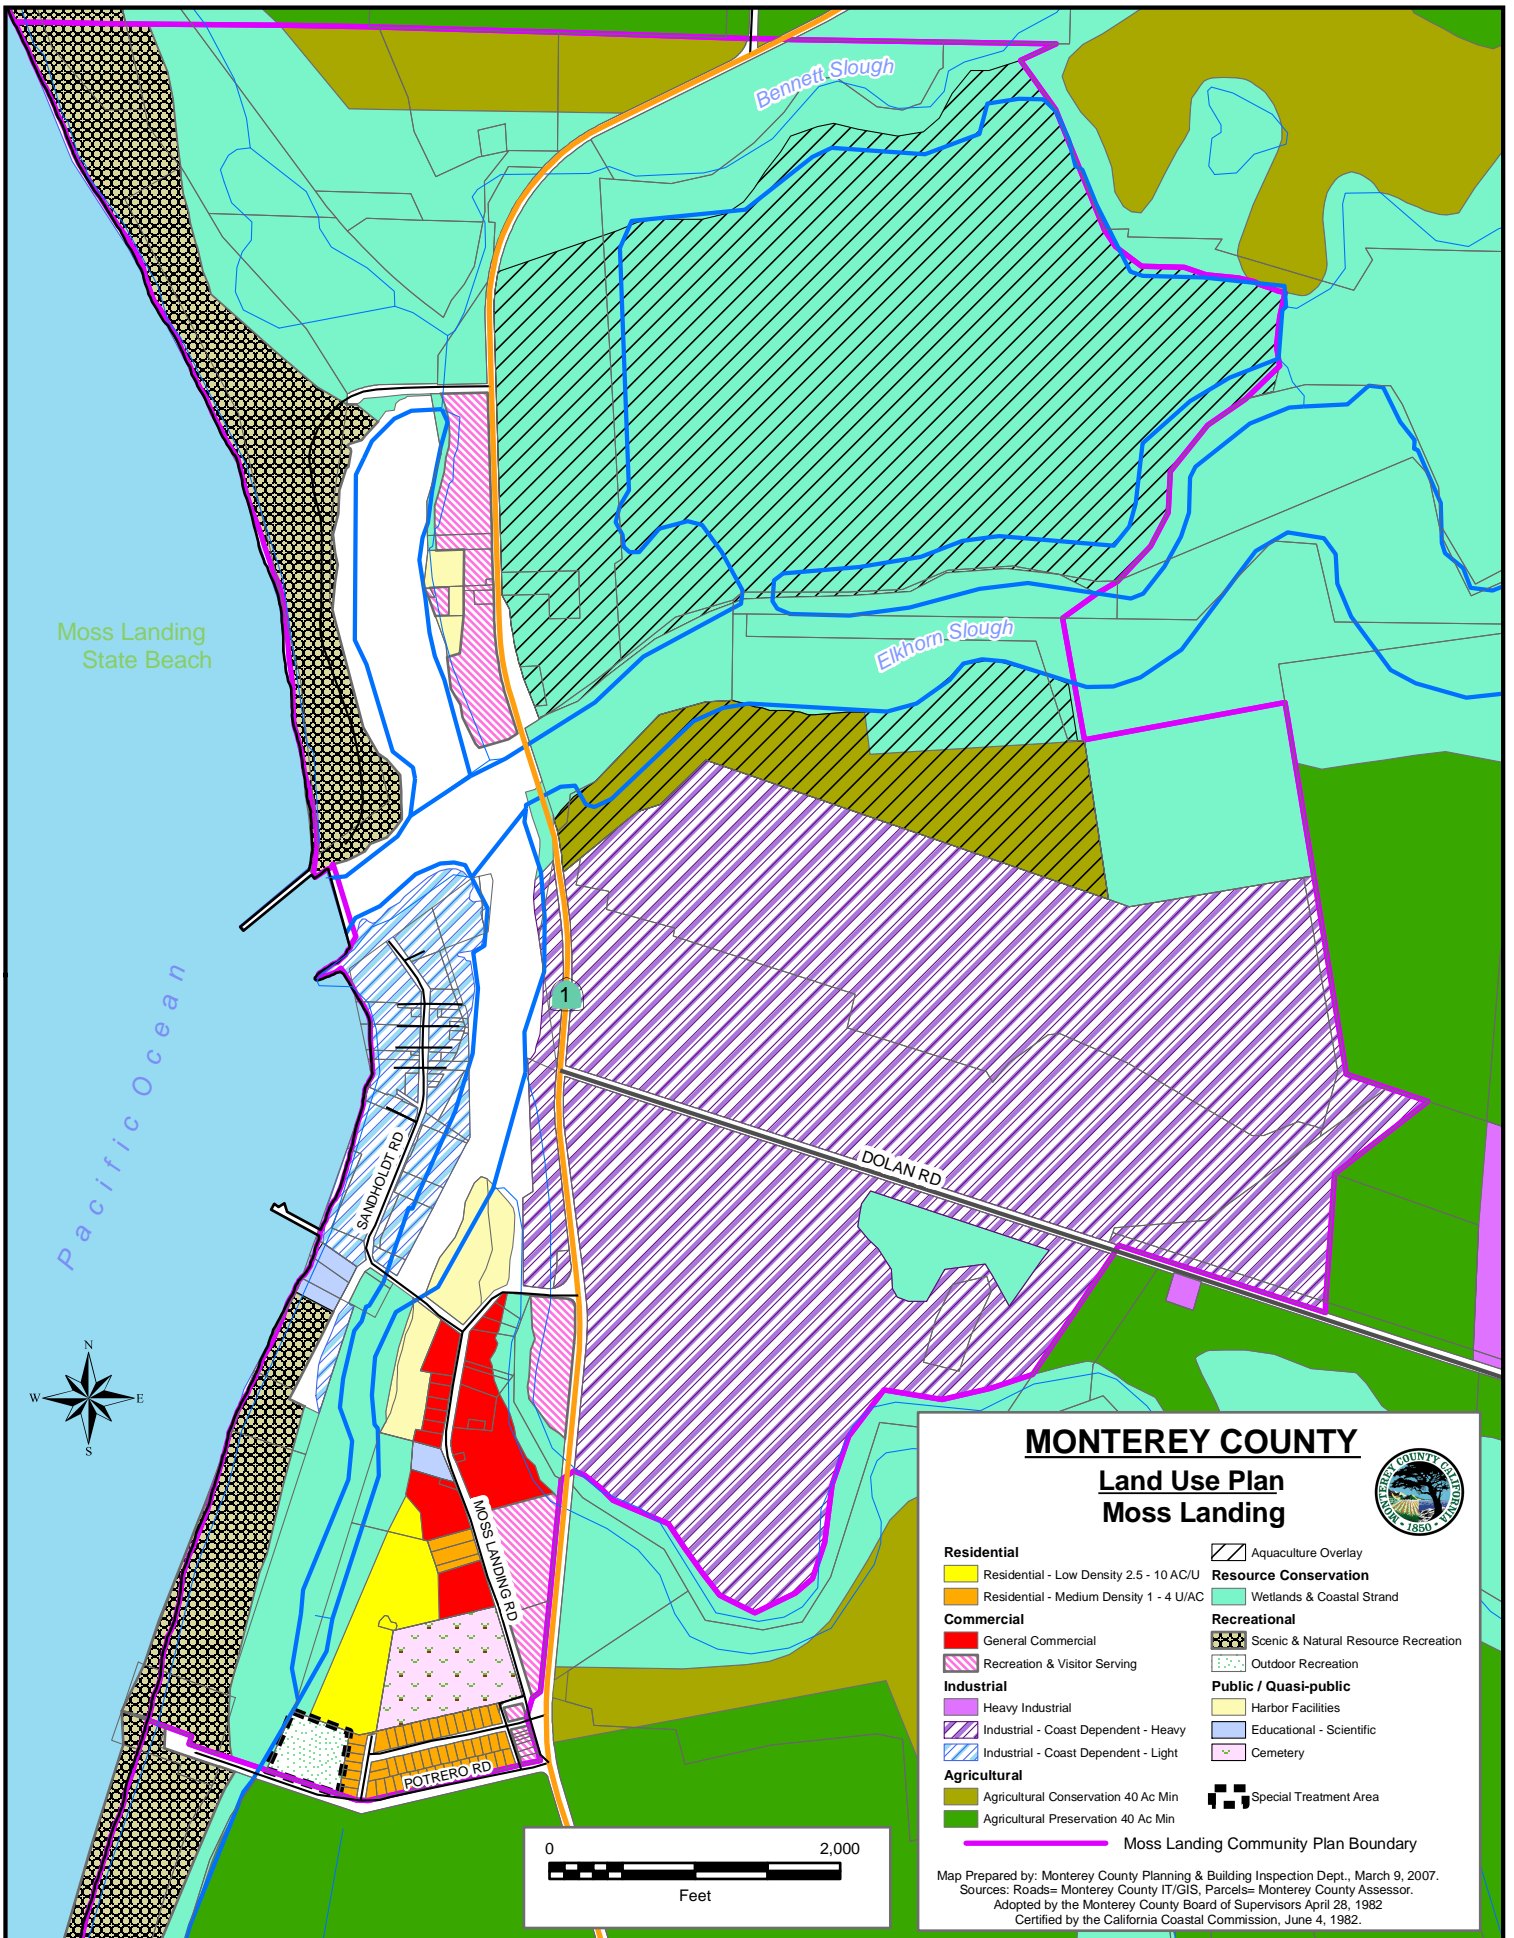 Bennett Slough
Moss Landing
State Beach
Elkhorn Slough
Pacific Ocean
1
SANDHOLDT RD
DOLAN RD
MOSS LANDING RD
POTRERO RD
N
W
E
S
0
2,000
Feet
MONTEREY COUNTY
Land Use Plan
Moss Landing
MONTEREY COUNTY CALIFORNIA
• 1850 •
Residential
Residential - Low Density 2.5 - 10 AC/U
Residential - Medium Density 1 - 4 U/AC
Commercial
General Commercial
Recreation & Visitor Serving
Industrial
Heavy Industrial
Industrial - Coast Dependent - Heavy
Industrial - Coast Dependent - Light
Agricultural
Agricultural Conservation 40 Ac Min
Agricultural Preservation 40 Ac Min
Aquaculture Overlay
Resource Conservation
Wetlands & Coastal Strand
Recreational
Scenic & Natural Resource Recreation
Outdoor Recreation
Public / Quasi-public
Harbor Facilities
Educational - Scientific
Cemetery
Special Treatment Area
Moss Landing Community Plan Boundary
Map Prepared by: Monterey County Planning & Building Inspection Dept., March 9, 2007.
Sources: Roads= Monterey County IT/GIS, Parcels= Monterey County Assessor.
Adopted by the Monterey County Board of Supervisors April 28, 1982
Certified by the California Coastal Commission, June 4, 1982.